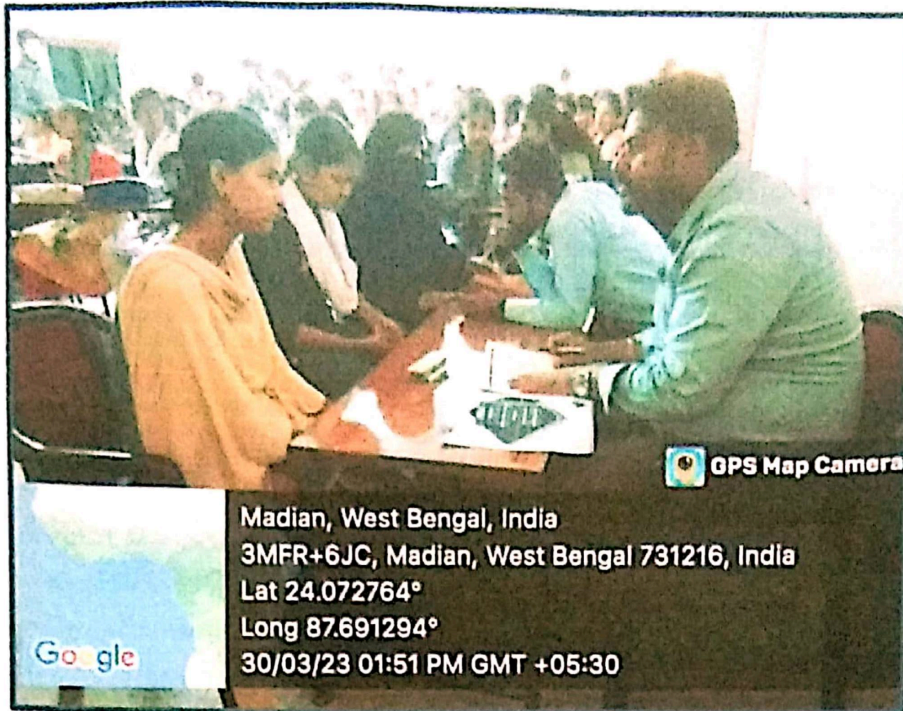 GPS Map Camera
Madian, West Bengal, India
3MFR+6JC, Madian, West Bengal 731216, India
Lat 24.072764°
Long 87.691294°
30/03/23 01:51 PM GMT +05:30
Google